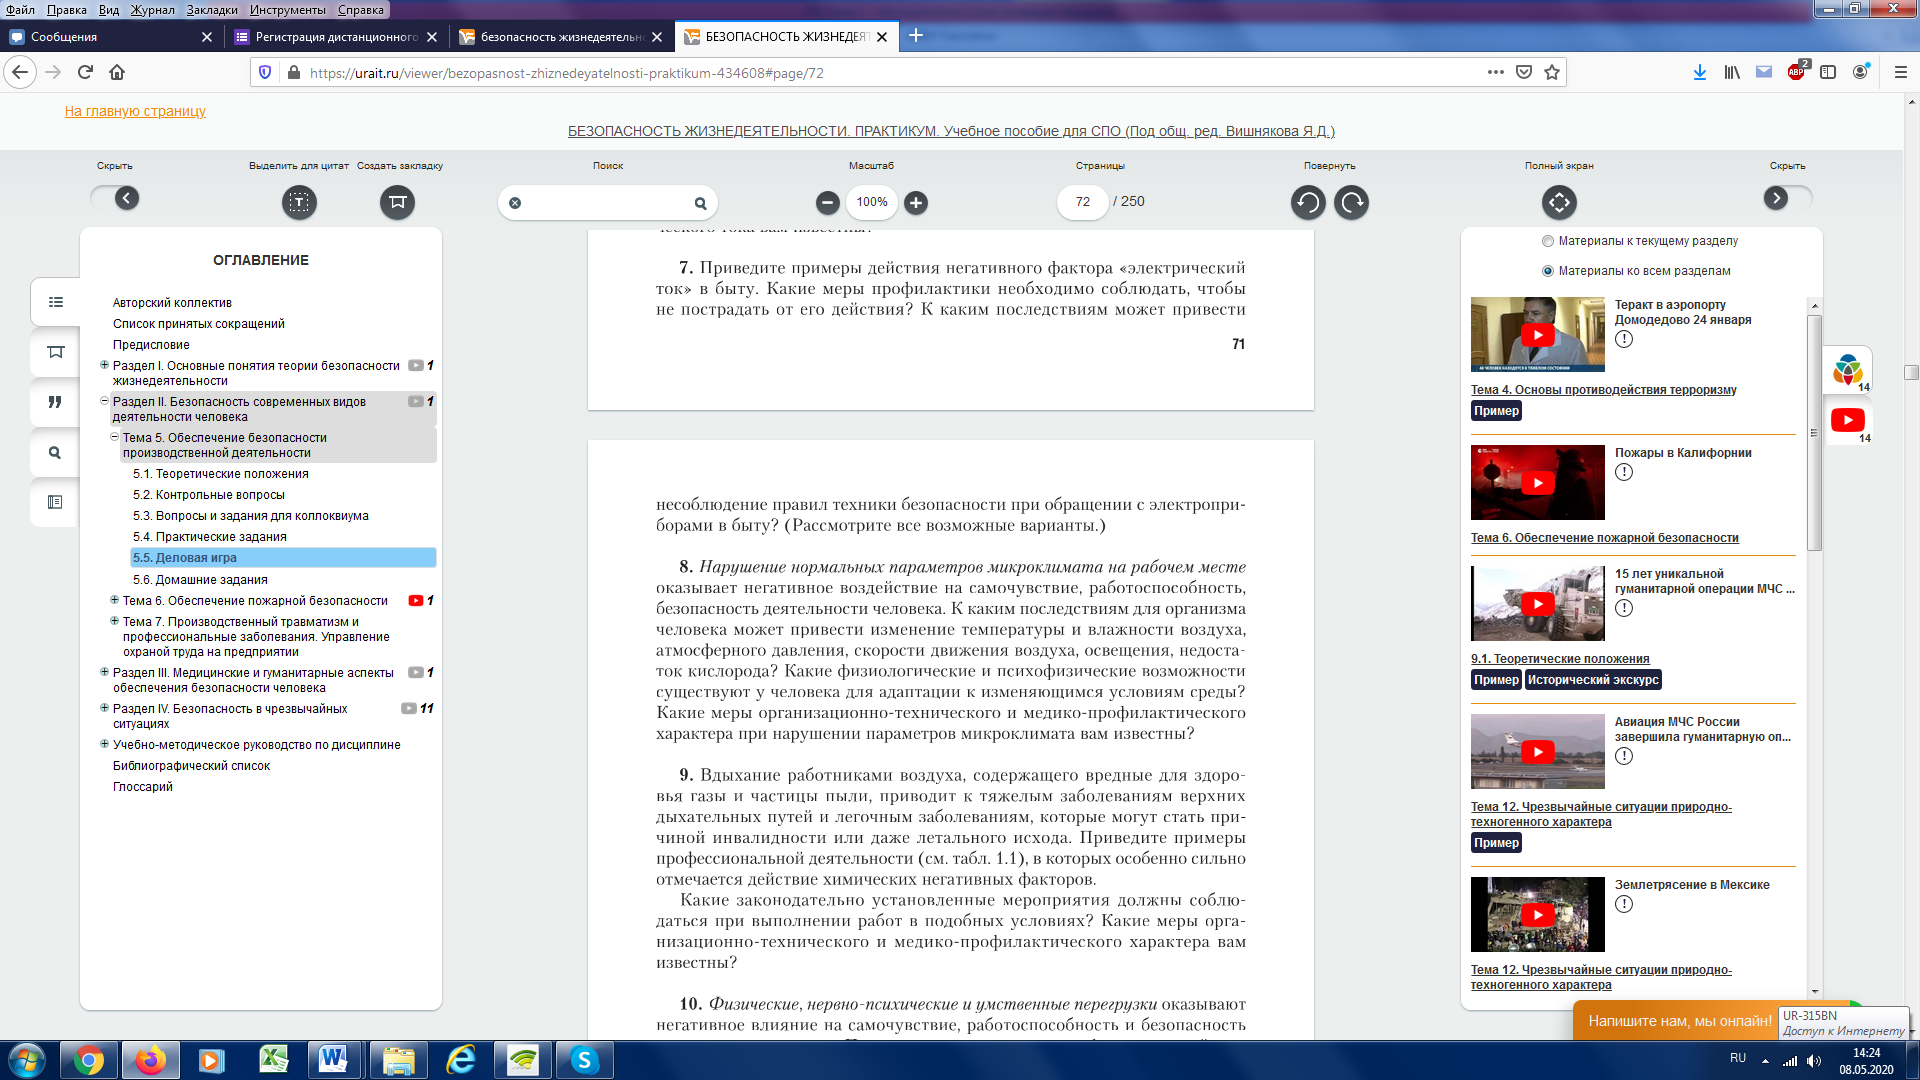 Файл Правка Вид Журнал Закладки Инструменты Справка
Сообщения
Регистрация дистанционного
безопасность жизнедеятельно
БЕЗОПАСНОСТЬ ЖИЗНЕДЕЯТ
https://urait.ru/viewer/bezopasnost-zhiznedeyatelnosti-praktikum-434608#page/72
ABP
2
На главную страницу
БЕЗОПАСНОСТЬ ЖИЗНЕДЕЯТЕЛЬНОСТИ. ПРАКТИКУМ. Учебное пособие для СПО (Под общ. ред. Вишнякова Я.Д.)
Скрыть
Выделить для цитат
Создать закладку
Поиск
Масштаб
Страницы
Повернуть
Полный экран
Скрыть
100%
72 / 250
ОГЛАВЛЕНИЕ
Авторский коллектив
Список принятых сокращений
Предисловие
Раздел I. Основные понятия теории безопасности 1
жизнедеятельности
Раздел II. Безопасность современных видов 1
деятельности человека
Тема 5. Обеспечение безопасности
производственной деятельности
5.1. Теоретические положения
5.2. Контрольные вопросы
5.3. Вопросы и задания для коллоквиума
5.4. Практические задания
5.5. Деловая игра
5.6. Домашние задания
Тема 6. Обеспечение пожарной безопасности 1
Тема 7. Производственный травматизм и
профессиональные заболевания. Управление
охраной труда на предприятии
Раздел III. Медицинские и гуманитарные аспекты 1
обеспечения безопасности человека
Раздел IV. Безопасность в чрезвычайных 11
ситуациях
Учебно-методическое руководство по дисциплине
Библиографический список
Глоссарий
ческого тока вам известны?
7. Приведите примеры действия негативного фактора «электрический
ток» в быту. Какие меры профилактики необходимо соблюдать, чтобы
не пострадать от его действия? К каким последствиям может привести
71
несоблюдение правил техники безопасности при обращении с электропри-
борами в быту? (Рассмотрите все возможные варианты.)
8. Нарушение нормальных параметров микроклимата на рабочем месте
оказывает негативное воздействие на самочувствие, работоспособность,
безопасность деятельности человека. К каким последствиям для организма
человека может привести изменение температуры и влажности воздуха,
атмосферного давления, скорости движения воздуха, освещения, недоста-
ток кислорода? Какие физиологические и психофизические возможности
существуют у человека для адаптации к изменяющимся условиям среды?
Какие меры организационно-технического и медико-профилактического
характера при нарушении параметров микроклимата вам известны?
9. Вдыхание работниками воздуха, содержащего вредные для здоро-
вья газы и частицы пыли, приводит к тяжелым заболеваниям верхних
дыхательных путей и легочным заболеваниям, которые могут стать при-
чиной инвалидности или даже летального исхода. Приведите примеры
профессиональной деятельности (см. табл. 1.1), в которых особенно сильно
отмечается действие химических негативных факторов.
Какие законодательно установленные мероприятия должны соблю-
даться при выполнении работ в подобных условиях? Какие меры орга-
низационно-технического и медико-профилактического характера вам
известны?
10. Физические, нервно-психические и умственные перегрузки оказывают
негативное влияние на самочувствие, работоспособность и безопасность
Материалы к текущему разделу
Материалы ко всем разделам
Теракт в аэропорту
Домодедово 24 января
Тема 4. Основы противодействия терроризму
Пример
Пожары в Калифорнии
Тема 6. Обеспечение пожарной безопасности
15 лет уникальной
гуманитарной операции МЧС ...
9.1. Теоретические положения
Пример Исторический экскурс
Авиация МЧС России
завершила гуманитарную оп...
Тема 12. Чрезвычайные ситуации природно-
техногенного характера
Пример
Землетрясение в Мексике
Тема 12. Чрезвычайные ситуации природно-
техногенного характера
14
14
Напишите нам, мы онлайн!
UR-315BN
Доступ к Интернету
RU
14:24
08.05.2020